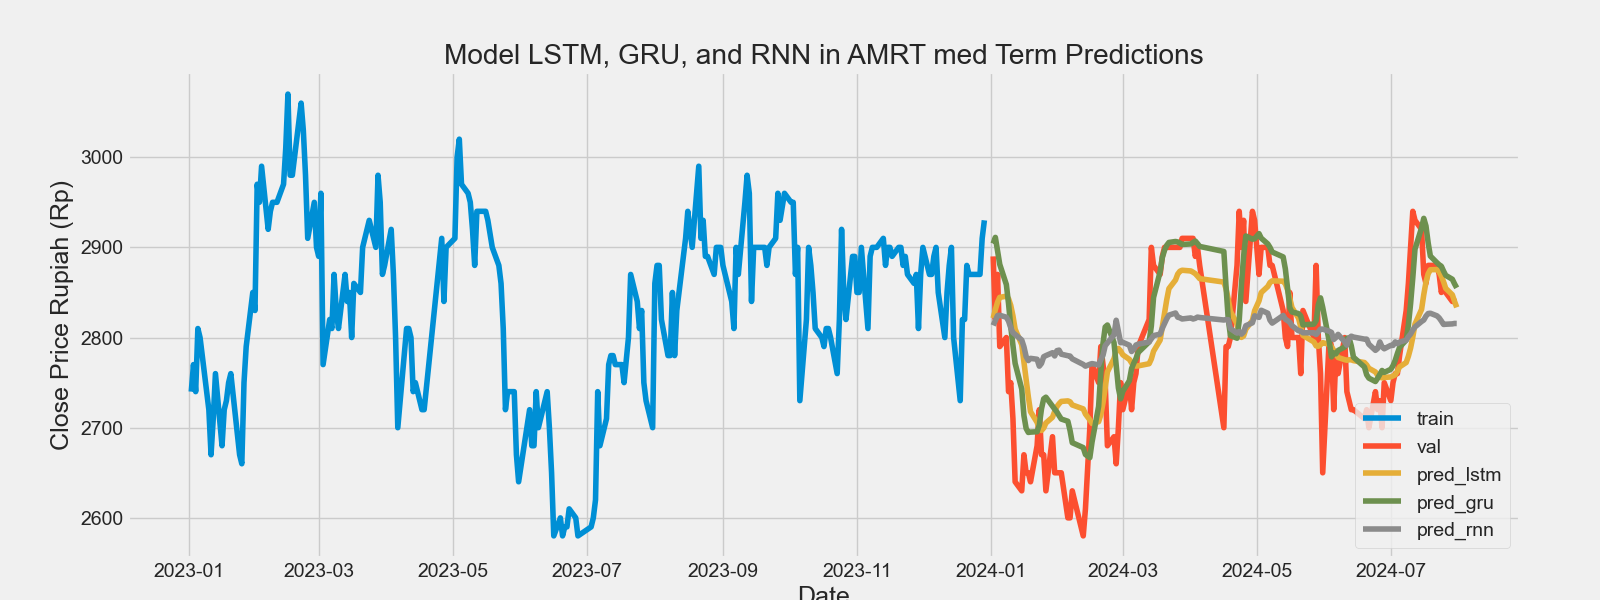 Model LSTM, GRU, and RNN in AMRT med Term Predictions
Close Price Rupiah (Rp)
3000
2900
2800
2700
2600
train
val
pred_lstm
pred_gru
pred_rnn
2023-01 2023-03 2023-05 2023-07 2023-09 2023-11 2024-01 2024-03 2024-05 2024-07
Date